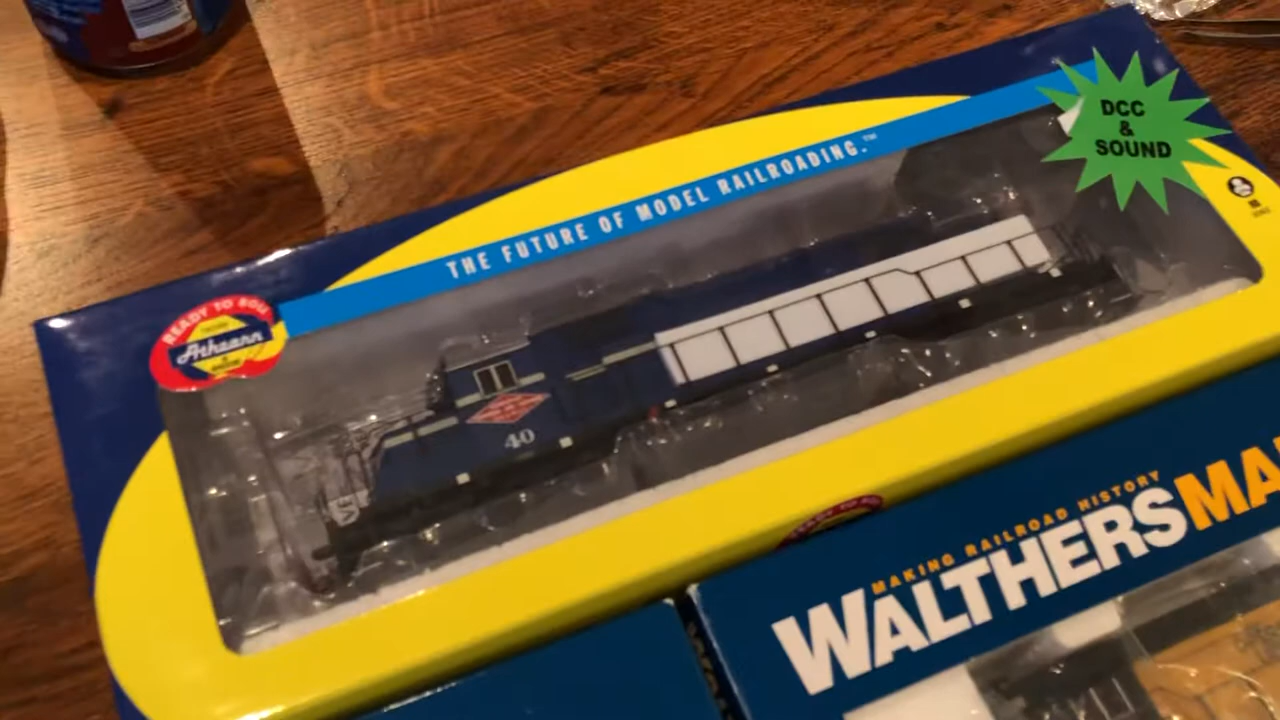 DCC
&
SOUND
THE FUTURE OF MODEL RAILROADING.™
READY TO ROLL
Athearn
40
MAKING RAILROAD HISTORY
WALTHERSMA